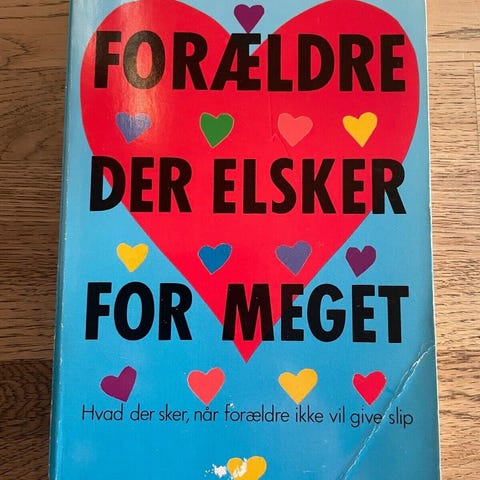 FORÆLDRE
DER ELSKER
FOR MEGET
Hvad der sker, når forældre ikke vil give slip